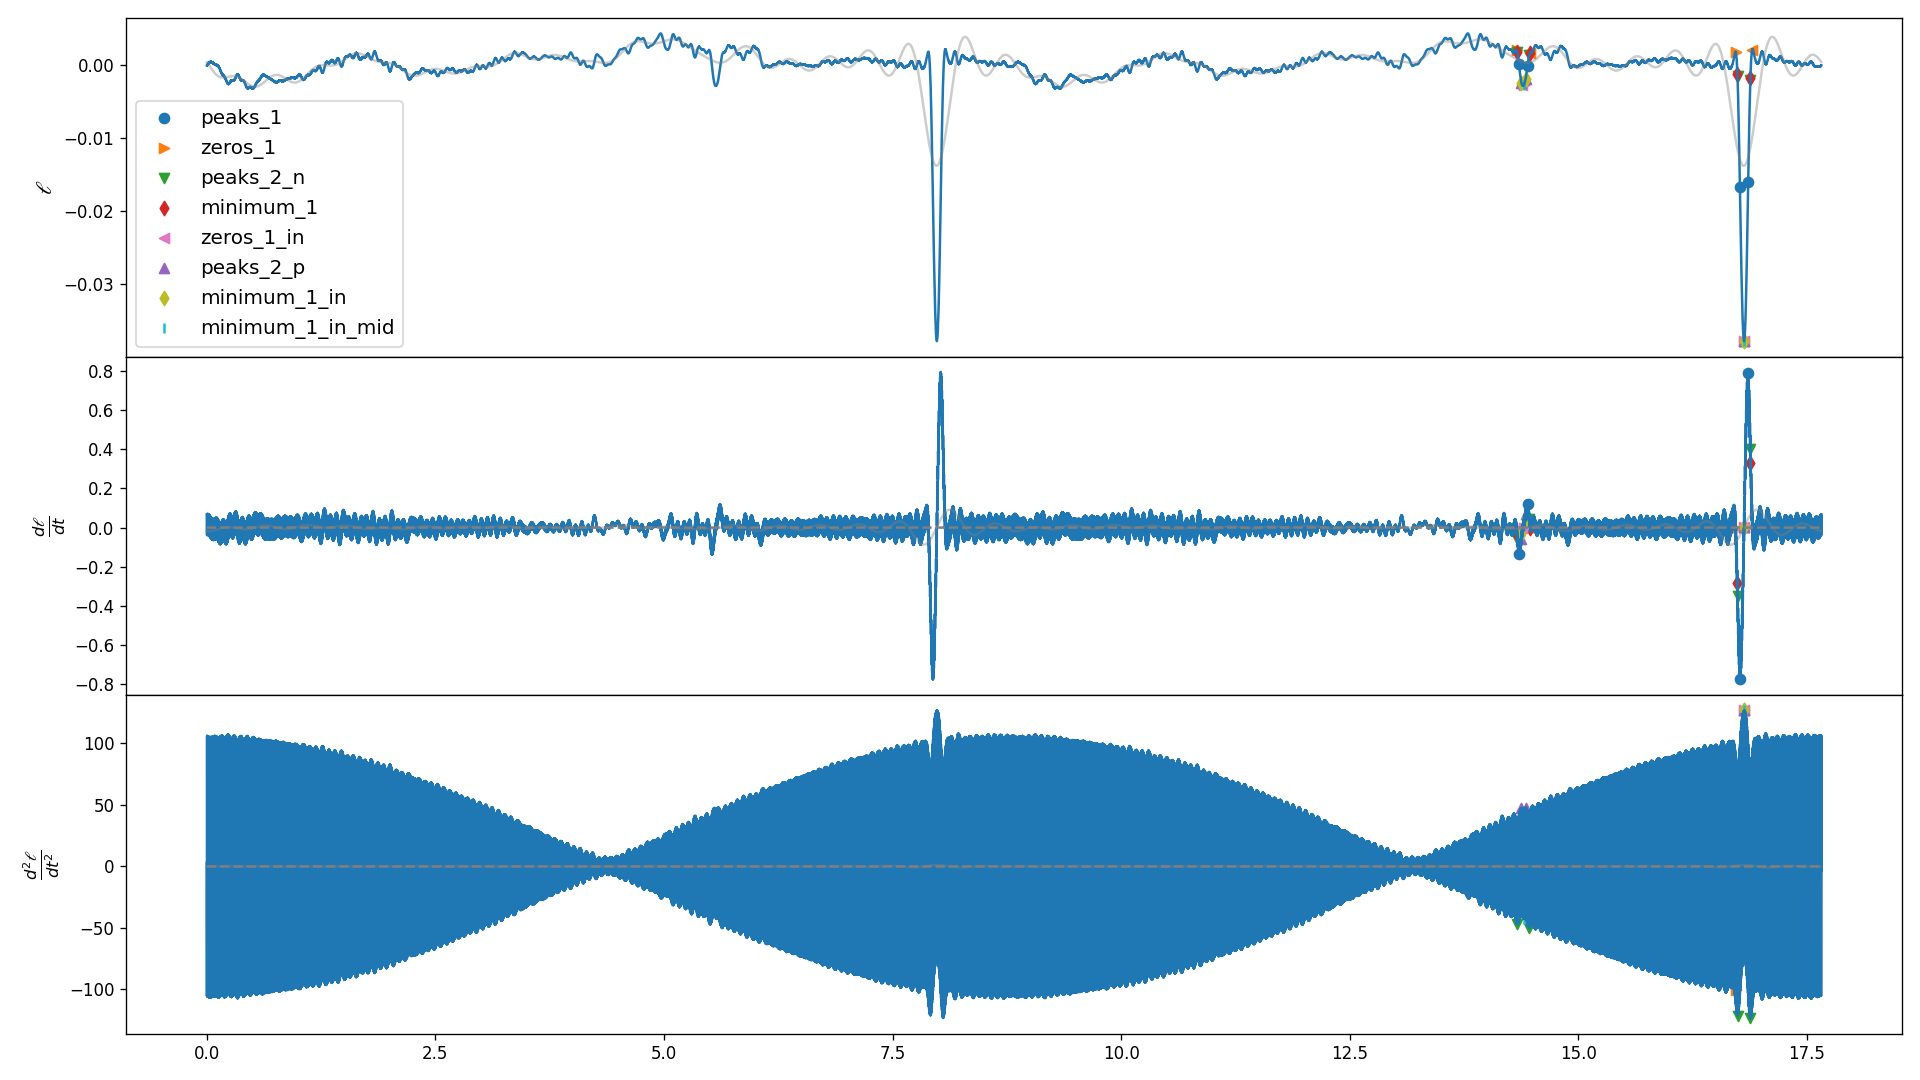 0.00
−0.01
−0.02
−0.03
ℓ
peaks_1
zeros_1
peaks_2_n
minimum_1
zeros_1_in
peaks_2_p
minimum_1_in
minimum_1_in_mid
0.8
0.6
0.4
0.2
0.0
−0.2
−0.4
−0.6
−0.8
dℓ/dt
100
50
0
−50
−100
d²ℓ/dt²
0.0 2.5 5.0 7.5 10.0 12.5 15.0 17.5